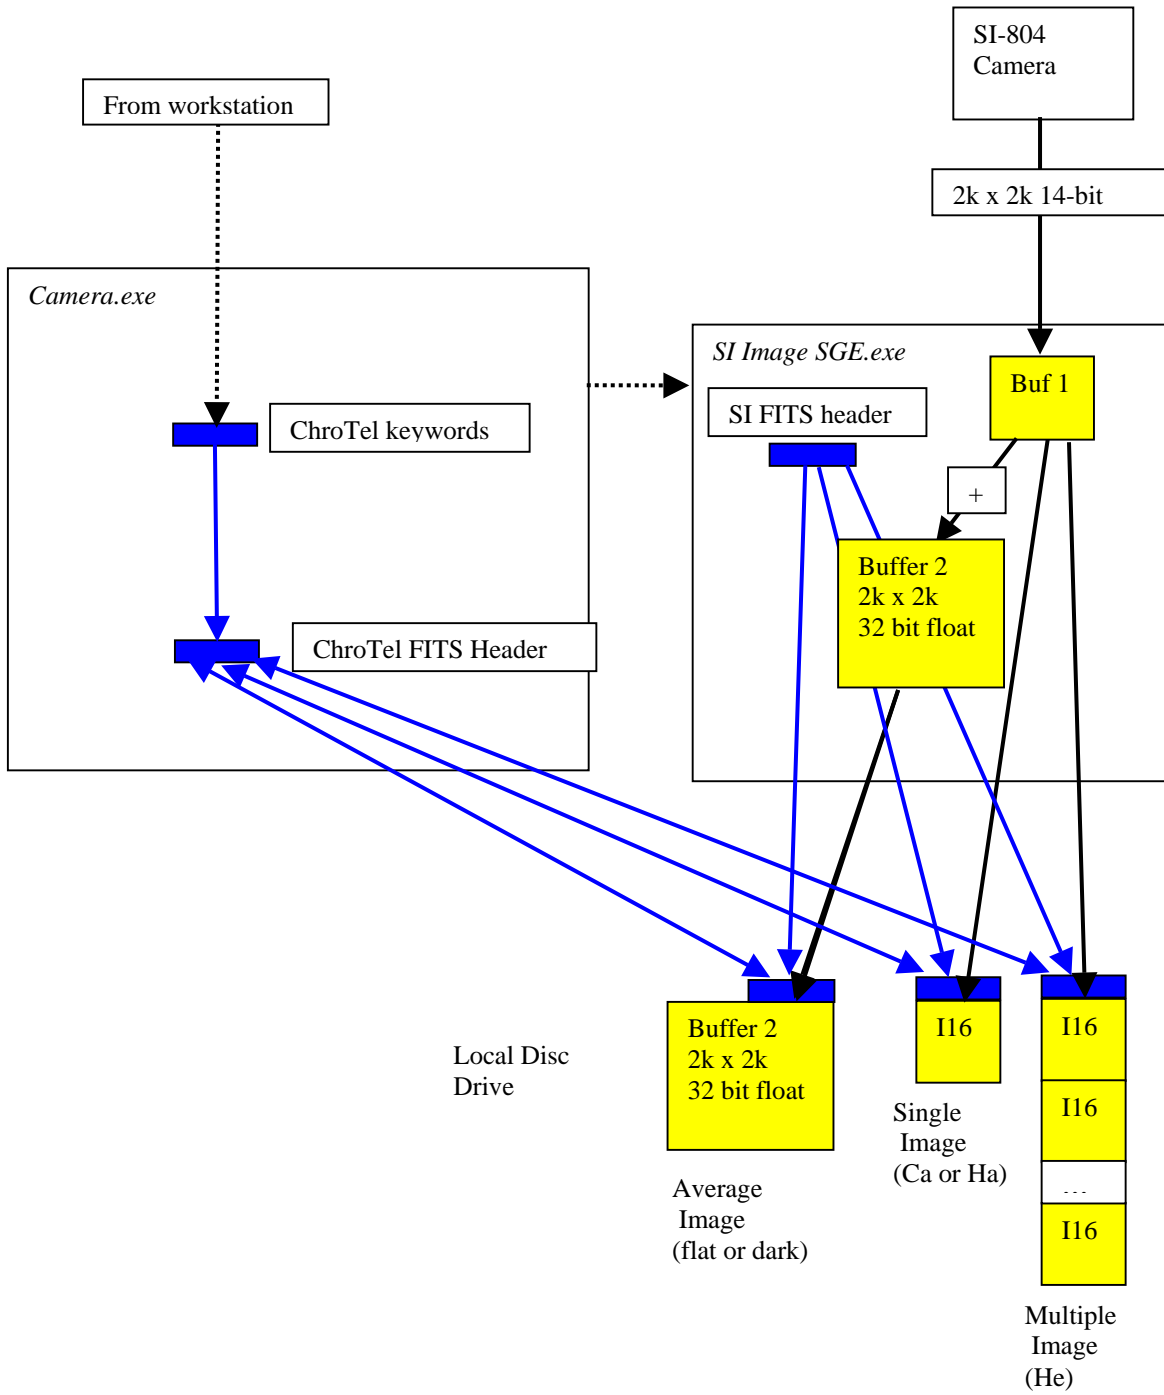 SI-804
Camera
From workstation
2k x 2k 14-bit
Camera.exe
SI Image SGE.exe
Buf 1
SI FITS header
ChroTel keywords
+
Buffer 2
2k x 2k
32 bit float
ChroTel FITS Header
Local Disc
Drive
Buffer 2
2k x 2k
32 bit float
I16
I16
I16
...
I16
Single
Image
(Ca or Ha)
Average
Image
(flat or dark)
Multiple
Image
(He)